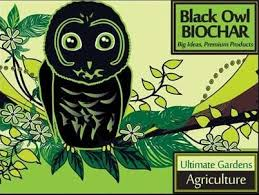 Black Owl
BIOCHAR
Big Ideas, Premium Products
Ultimate Gardens
Agriculture